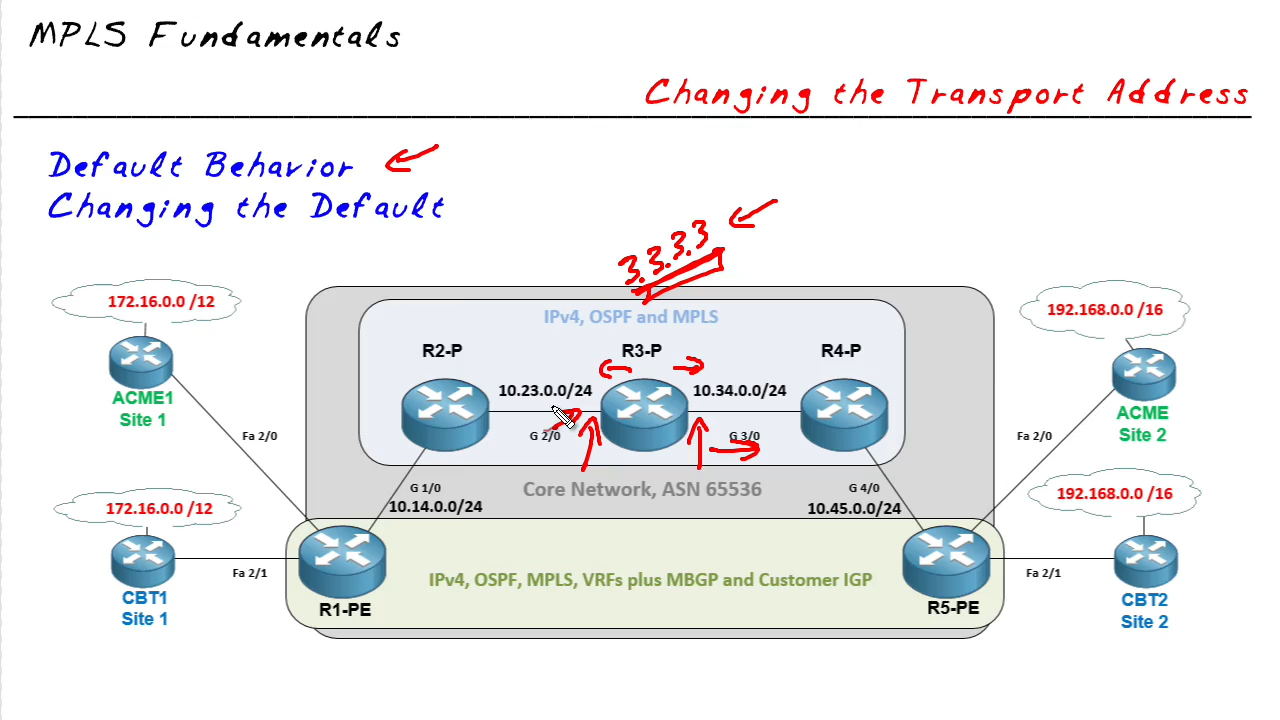 MPLS Fundamentals
Changing the Transport Address
Default Behavior
Changing the Default
3.3.3.3
172.16.0.0 /12
192.168.0.0 /16
IPv4, OSPF and MPLS
R2-P
R3-P
R4-P
10.23.0.0/24
10.34.0.0/24
ACME1
Site 1
ACME
Site 2
Fa 2/0
G 2/0
G 3/0
Fa 2/0
G 1/0
Core Network, ASN 65536
G 4/0
10.14.0.0/24
10.45.0.0/24
172.16.0.0 /12
192.168.0.0 /16
Fa 2/1
IPv4, OSPF, MPLS, VRFs plus MBGP and Customer IGP
Fa 2/1
CBT1
Site 1
R1-PE
R5-PE
CBT2
Site 2